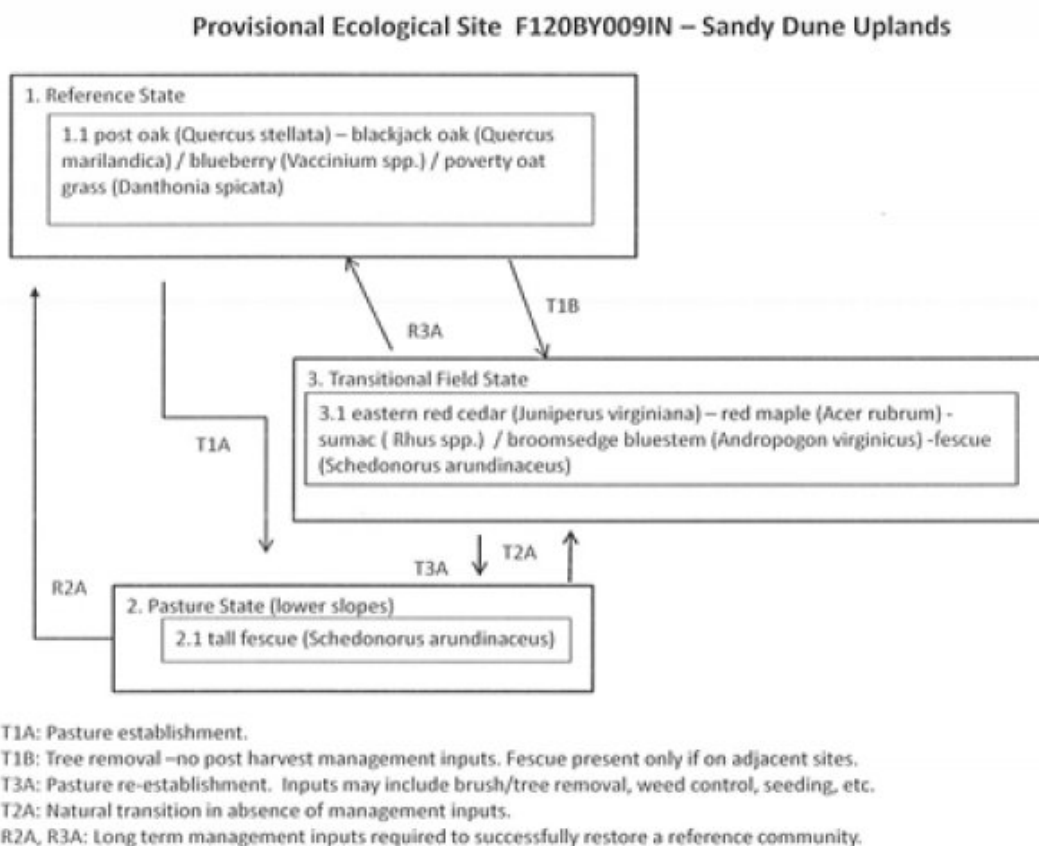 Provisional Ecological Site F120BY009IN – Sandy Dune Uplands
1. Reference State
1.1 post oak (Quercus stellata) – blackjack oak (Quercus
marilandica) / blueberry (Vaccinium spp.) / poverty oat
grass (Danthonia spicata)
T1B
R3A
3. Transitional Field State
3.1 eastern red cedar (Juniperus virginiana) – red maple (Acer rubrum) -
sumac ( Rhus spp.) / broomsedge bluestem (Andropogon virginicus) -fescue
(Schedonorus arundinaceus)
T1A
T2A
T3A
R2A
2. Pasture State (lower slopes)
2.1 tall fescue (Schedonorus arundinaceus)
T1A: Pasture establishment.
T1B: Tree removal –no post harvest management inputs. Fescue present only if on adjacent sites.
T3A: Pasture re-establishment. Inputs may include brush/tree removal, weed control, seeding, etc.
T2A: Natural transition in absence of management inputs.
R2A, R3A: Long term management inputs required to successfully restore a reference community.